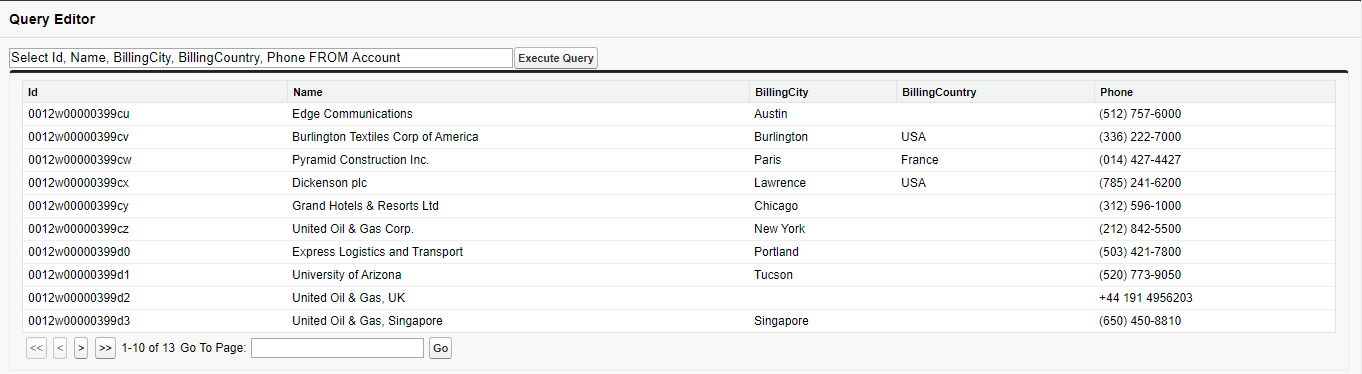 Query Editor
Select Id, Name, BillingCity, BillingCountry, Phone FROM Account Execute Query
Id Name BillingCity BillingCountry Phone
0012w00000399cu Edge Communications Austin (512) 757-6000
0012w00000399cv Burlington Textiles Corp of America Burlington USA (336) 222-7000
0012w00000399cw Pyramid Construction Inc. Paris France (014) 427-4427
0012w00000399cx Dickenson plc Lawrence USA (785) 241-6200
0012w00000399cy Grand Hotels & Resorts Ltd Chicago (312) 596-1000
0012w00000399cz United Oil & Gas Corp. New York (212) 842-5500
0012w00000399d0 Express Logistics and Transport Portland (503) 421-7800
0012w00000399d1 University of Arizona Tucson (520) 773-9050
0012w00000399d2 United Oil & Gas, UK +44 191 4956203
0012w00000399d3 United Oil & Gas, Singapore Singapore (650) 450-8810
<< < > >> 1-10 of 13 Go To Page: Go